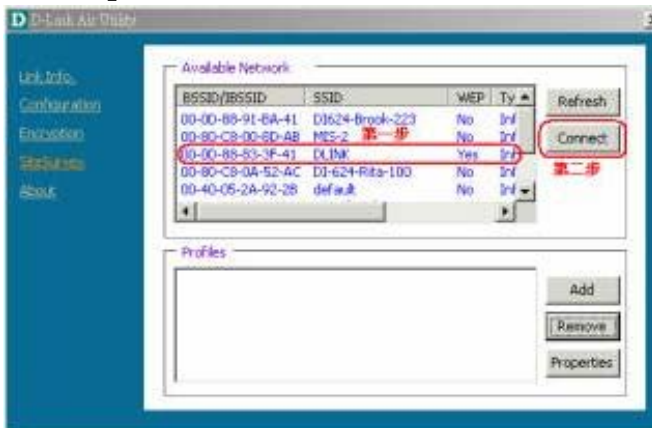 D D-Link Air Utility
Link Info.
Configuration
Encryption
SiteSurvey
About
Available Network
BSSID/IBSSID SSID WEP Ty
00-0D-88-91-BA-41 DI624-Brook-223 No Inf
00-80-C8-00-8D-AB MIS-2 第一步 No Inf
00-0D-88-83-3F-41 DLINK Yes Inf
00-80-C8-0A-52-AC DI-624-Rita-100 No Inf
00-40-05-2A-92-2B default No Inf
Refresh
Connect
第二步
Profiles
Add
Remove
Properties